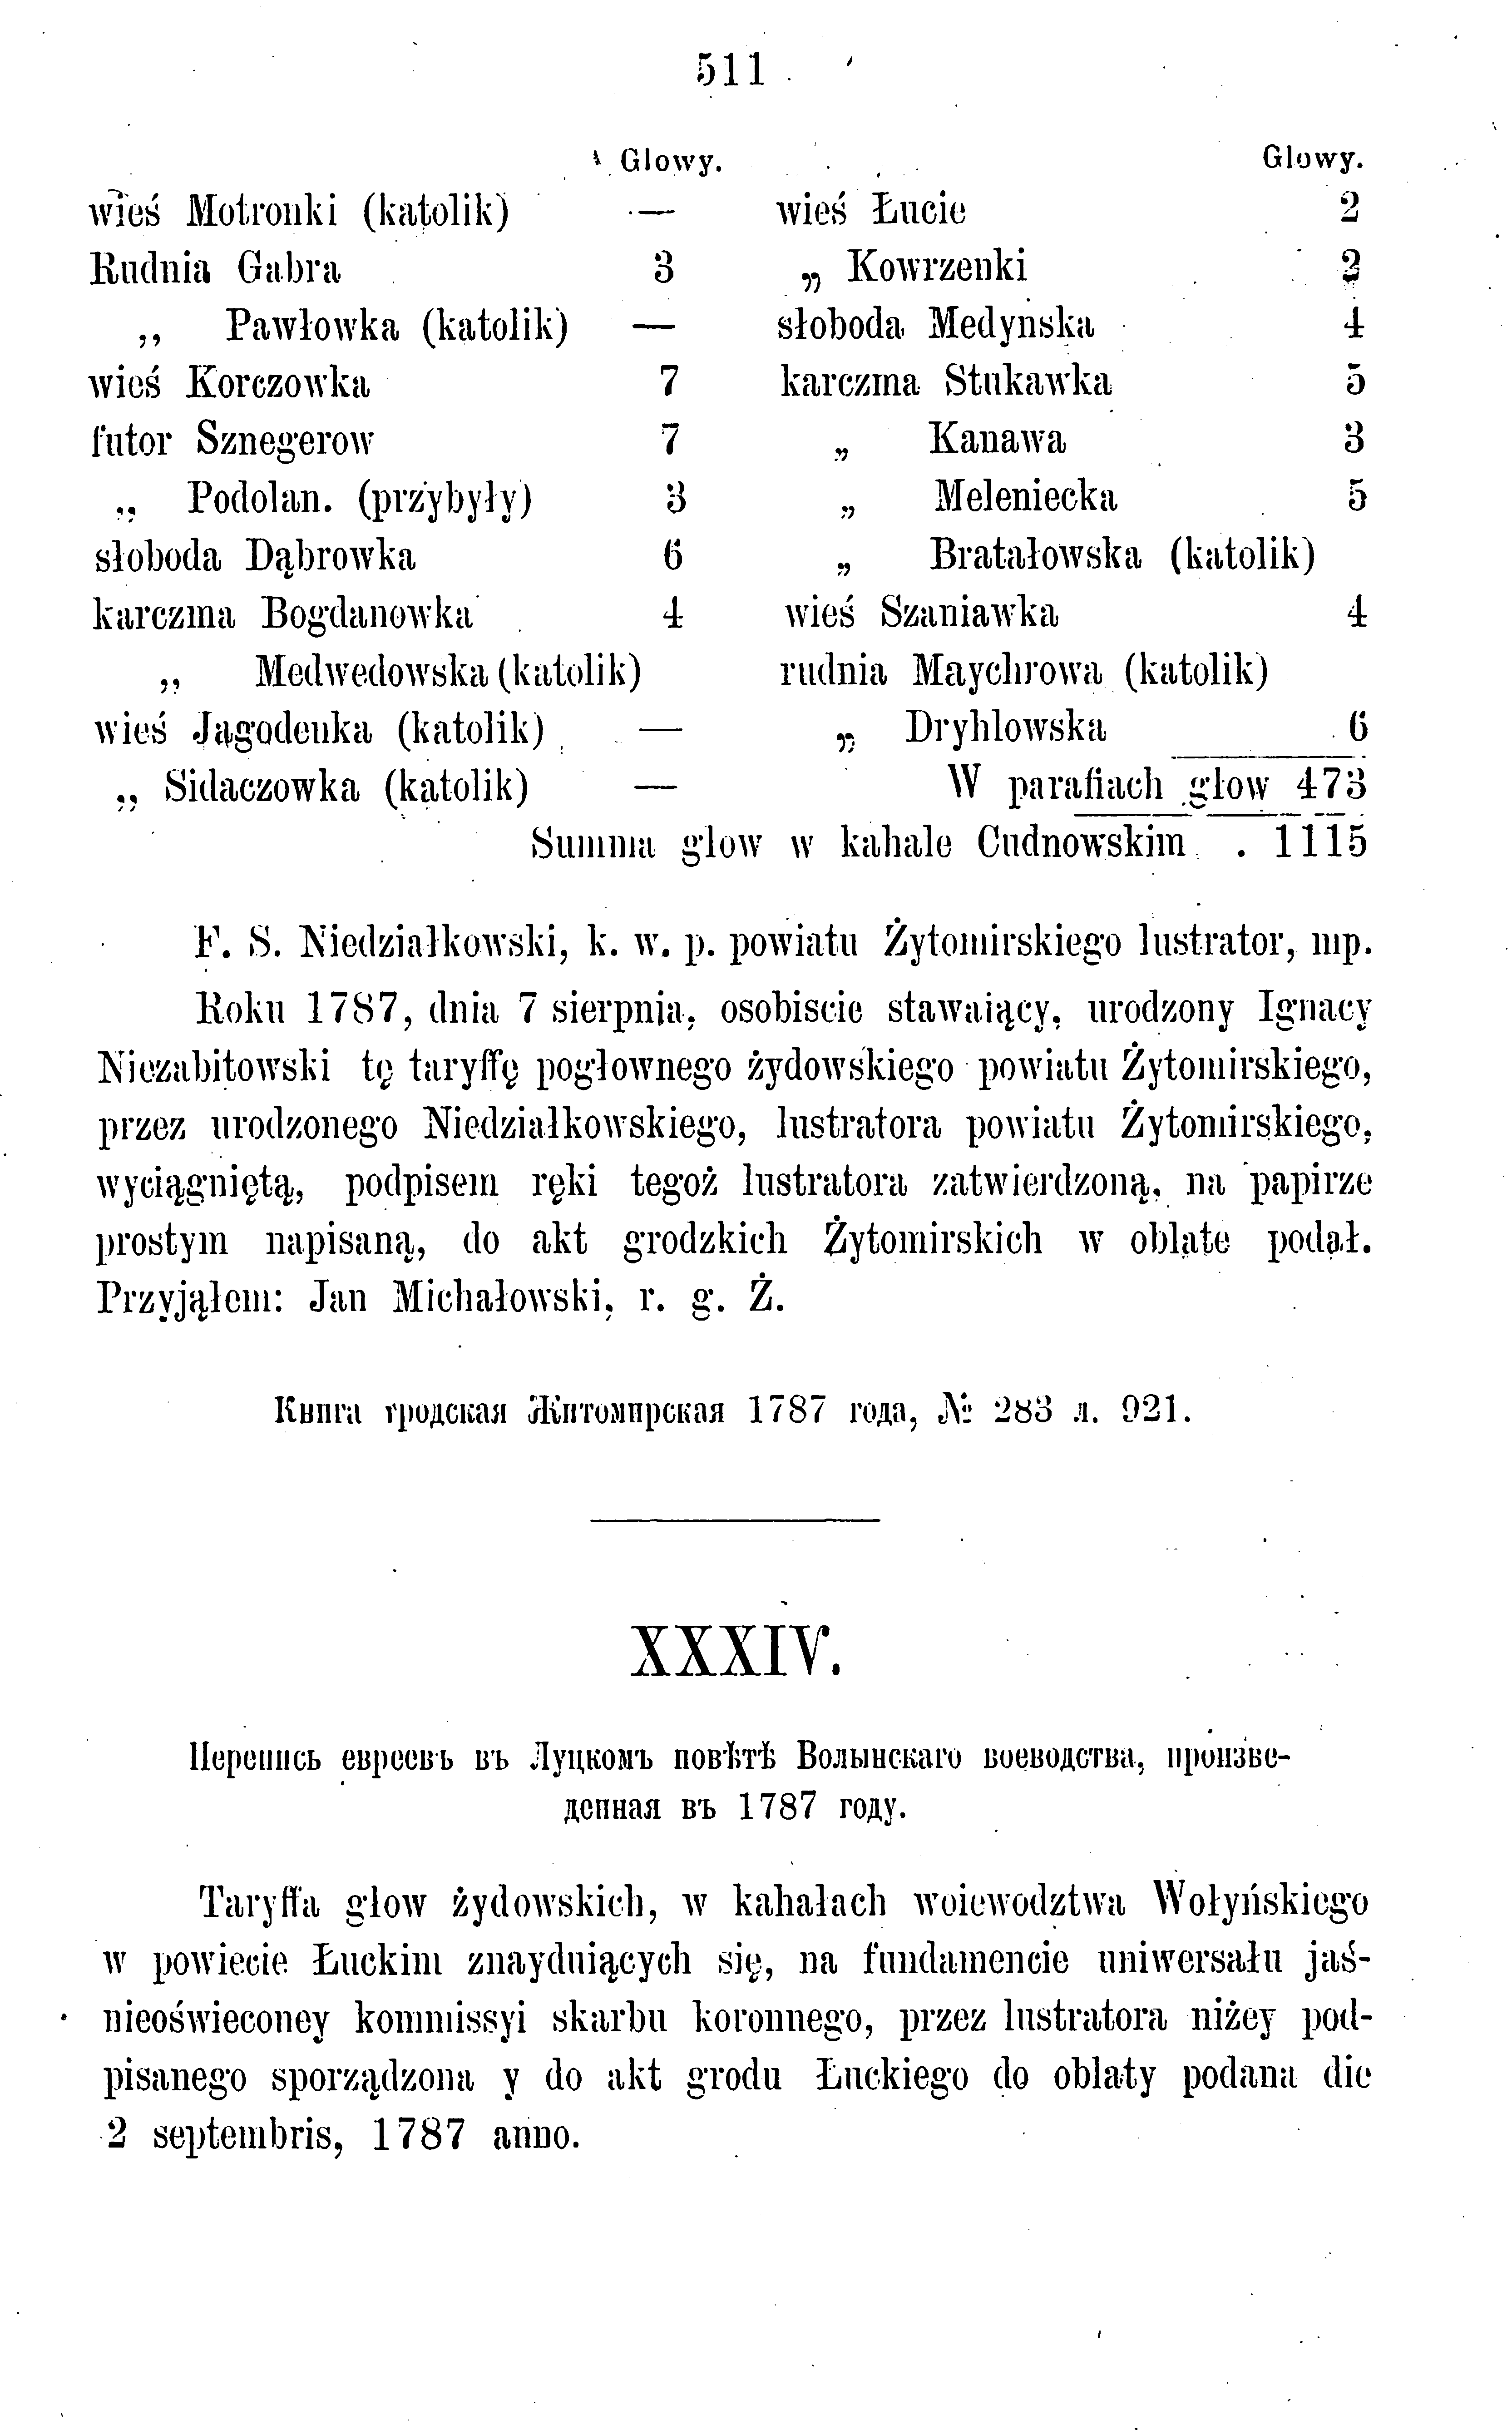 511
Glowy.
wieś Motronki (katolik) —
Rudnia Gabra 3
„ Pawłowka (katolik) —
wieś Korczowka 7
futor Sznegerow 7
„ Podolan. (przybyły) 3
słoboda Dąbrowka 6
karczma Bogdanowka 4
„ Medwedowska (katolik)
wieś Jagodenka (katolik) —
„ Sidaczowka (katolik) —
Glowy.
wieś Łucie 2
„ Kowrzenki
słoboda Medyńska 4
karczma Stukawka 5
„ Kanawa 3
„ Meleniecka 5
„ Bratałowska (katolik)
wieś Szaniawka 4
rudnia Maychrowa (katolik)
„ Dryhlowska 6
W parafiach głow 473
Summa glow w kahale Cudnowskim . 1115
F. S. Niedziałkowski, k. w. p. powiatu Żytomirskiego lustrator, mp.
Roku 1787, dnia 7 sierpnia, osobiscie stawaiący, urodzony Ignacy
Niezabitowski tę taryffę pogłownego żydowskiego powiatu Żytomirskiego,
przez urodzonego Niedziałkowskiego, lustratora powiatu Żytomirskiego,
wyciągniętą, podpisem ręki tegoż lustratora zatwierdzoną, na papirze
prostym napisaną, do akt grodzkich Żytomirskich w oblate podał.
Przyjąłem: Jan Michałowski, r. g. Ż.
Книга гродская Житомирская 1787 года, № 283 л. 921.
XXXIV.
Перепись евреевъ въ Луцкомъ повѣтѣ Волынскаго воеводства, произве-
денная въ 1787 году.
Taryffa głow żydowskich, w kahałach woiewodztwa Wołyńskiego
w powiecie Łuckim znayduiących się, na fundamencie uniwersału jaś-
nieoświeconey kommissyi skarbu koronnego, przez lustratora niżey pod-
pisanego sporządzona y do akt grodu Łuckiego do oblaty podana die
2 septembris, 1787 anno.